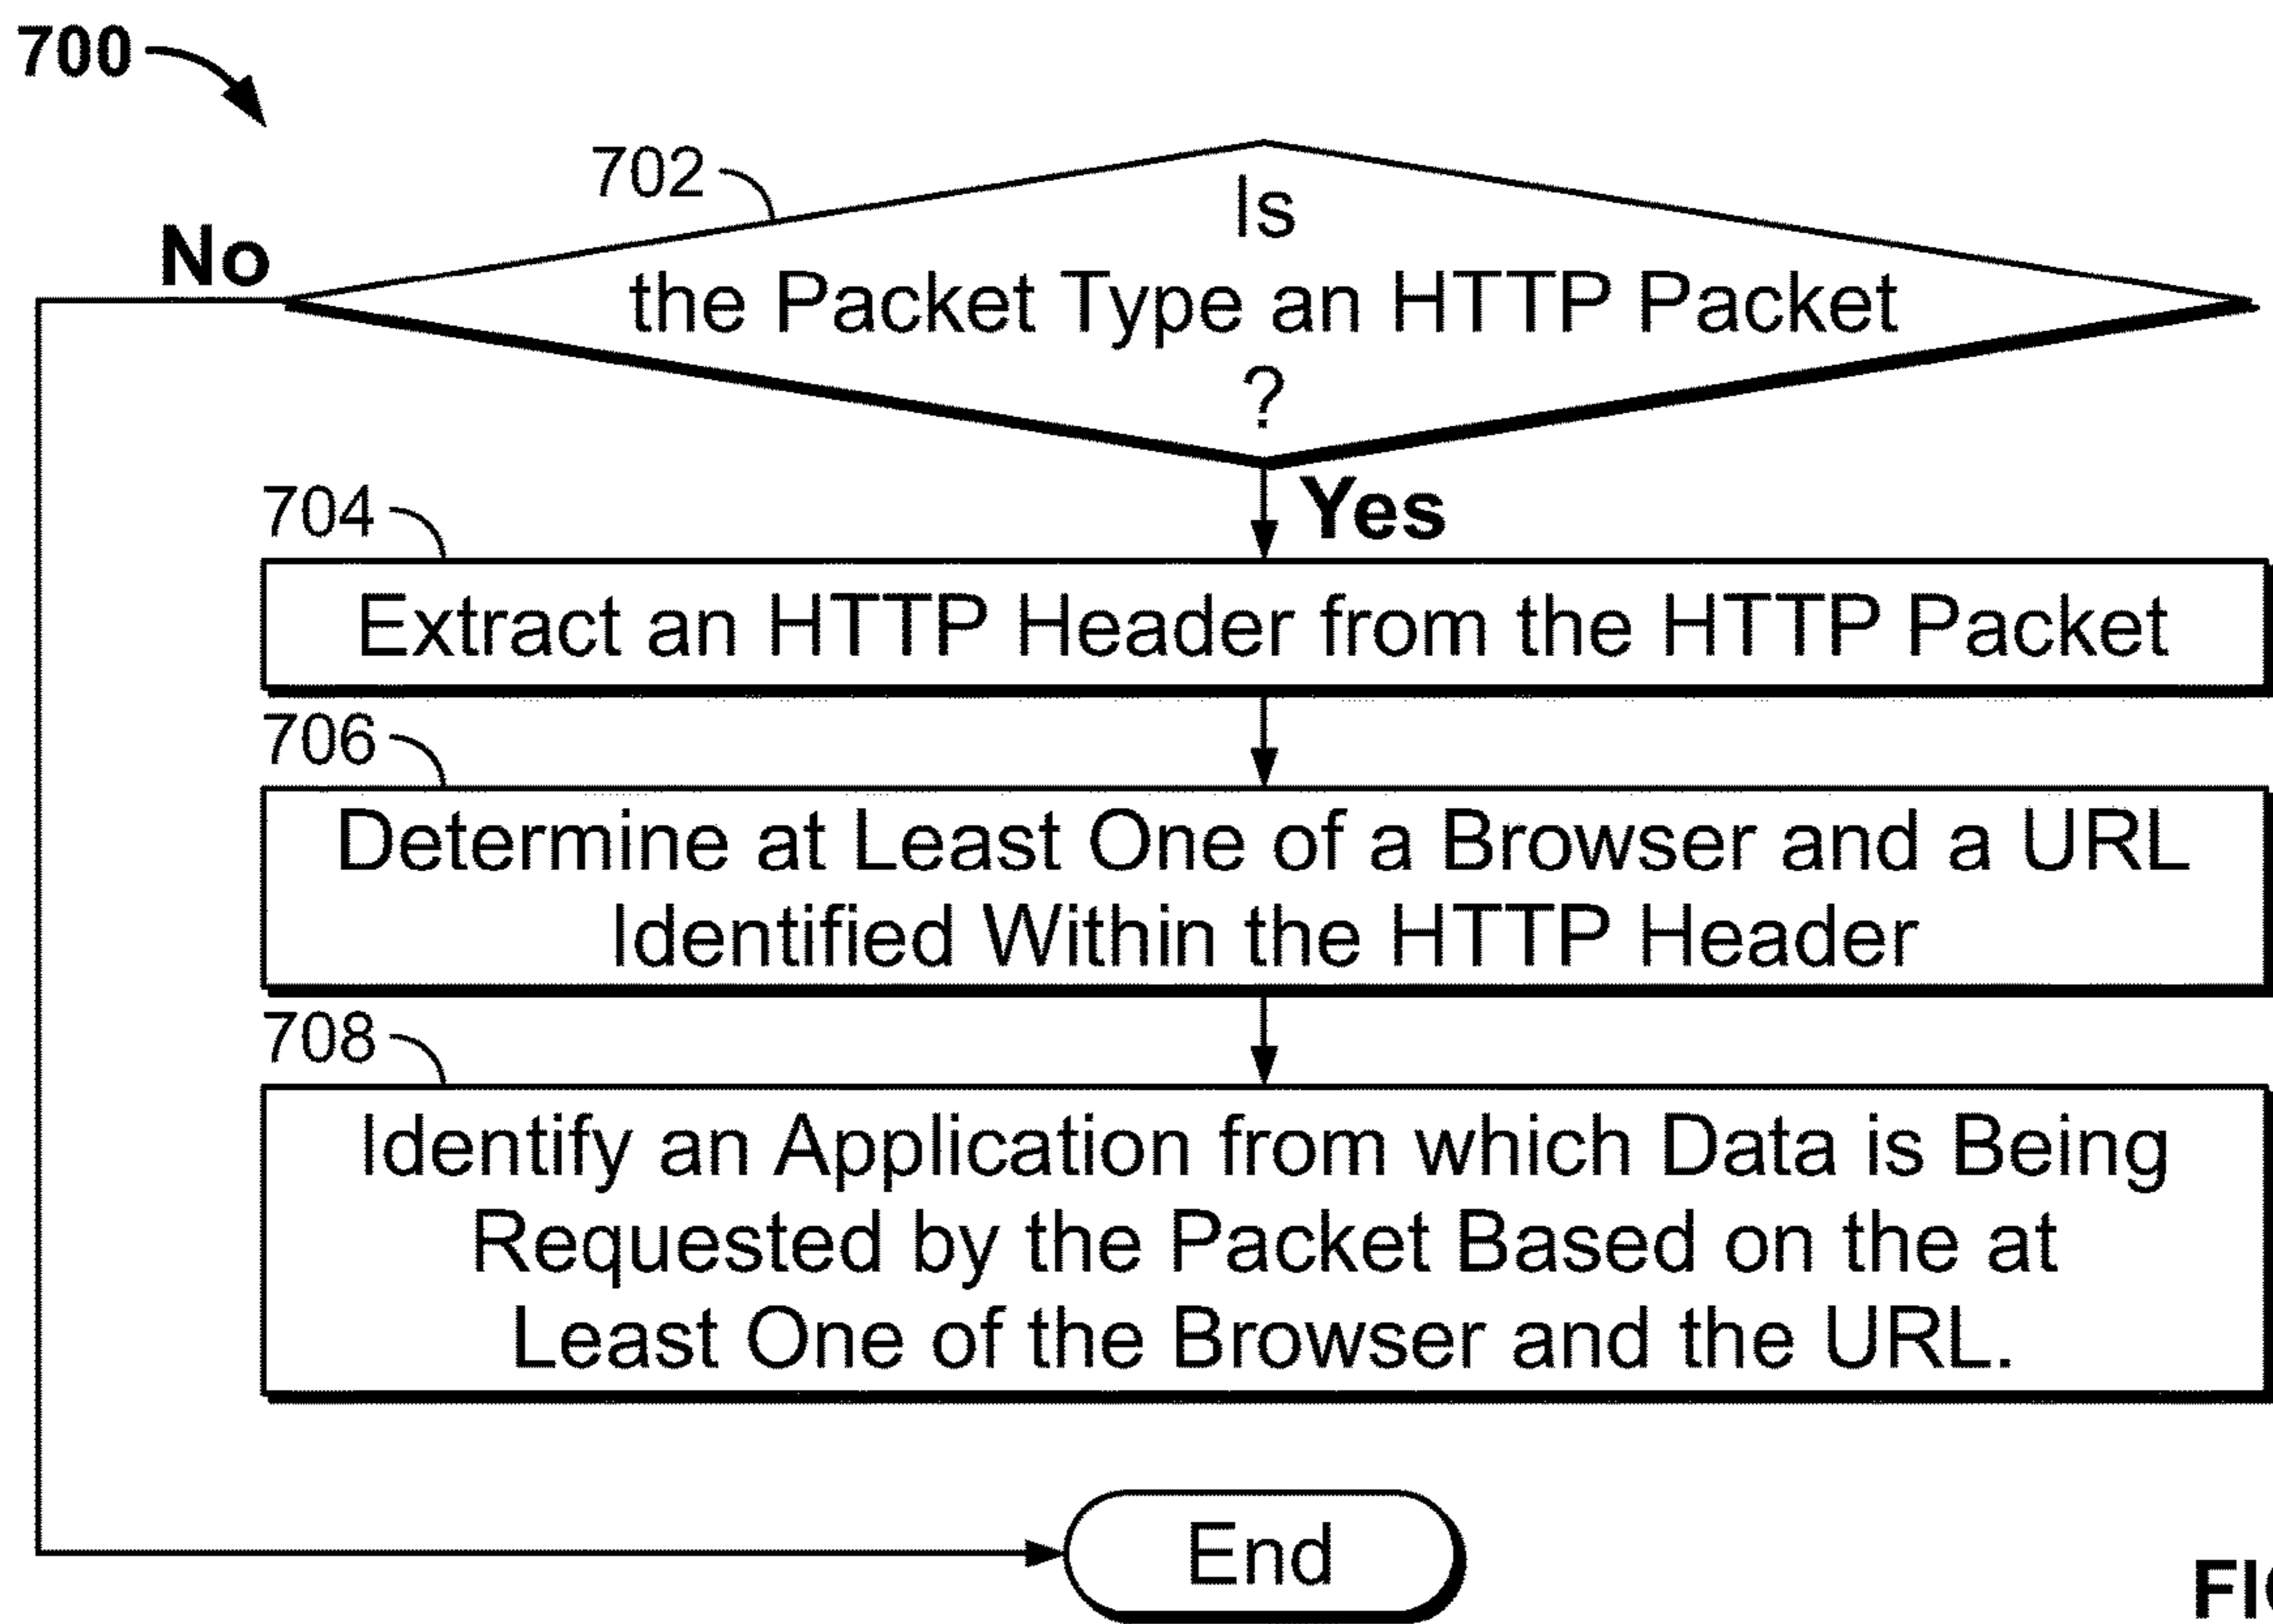 700
702
No
Is
the Packet Type an HTTP Packet
?
Yes
704
Extract an HTTP Header from the HTTP Packet
706
Determine at Least One of a Browser and a URL
Identified Within the HTTP Header
708
Identify an Application from which Data is Being
Requested by the Packet Based on the at
Least One of the Browser and the URL.
End